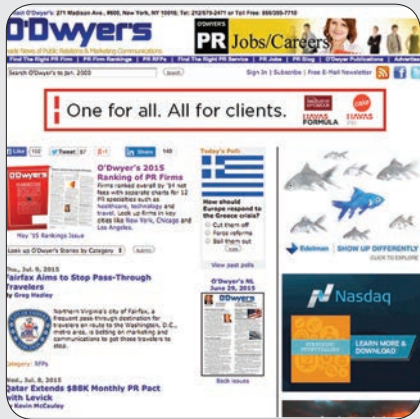 O'Dwyer's: 271 Madison Ave., #600, New York, NY 10016; Tel: 212/679-2471 or Toll Free: 866/395-7710
O'Dwyer's
Inside News of Public Relations & Marketing Communications
O'DWYER'S
PR Jobs/Careers
Find The Right PR Firm | PR Firm Rankings | PR RFPs | Find The Right PR Service | PR Jobs | PR Blog | O'Dwyer Publications | Advertise
Search O'Dwyer's to Jan. 2000
Sign In | Subscribe | Free E-Mail Newsletter
One for all. All for clients.
HAVAS
FORMULA
HAVAS
Like
Tweet 87
Share 149
O'Dwyer's
O'Dwyer's 2015
Ranking of PR Firms
Firms ranked overall by '14 net
fees with separate charts for 12
PR specialties such as
healthcare, technology and
travel. Look up firms in key
cities like New York, Chicago and
Los Angeles.
May '15 Rankings Issue
Look up O'Dwyer's Stories by Category
Today's Poll:
How should
Europe respond to
the Greece crisis?
Cut them off
Force reforms
Bail them out
View past polls
Edelman | SHOW UP DIFFERENTLY
CLICK TO EXPLORE
Thu., Jul. 9, 2015
Fairfax Aims to Stop Pass-Through
Travelers
By Greg Hazley
Northern Virginia's city of Fairfax, a
frequent pass-through destination for
travelers en route to the Washington, D.C.,
metro area, is betting on marketing and
communications to get those travelers to
stop.
Category: RFPs
Wed., Jul. 8, 2015
Qatar Extends $88K Monthly PR Pact
with Levick
By Kevin McCauley
O'Dwyer's NL
June 29, 2015
O'Dwyer's
Back issues
Nasdaq
LEARN MORE &
DOWNLOAD